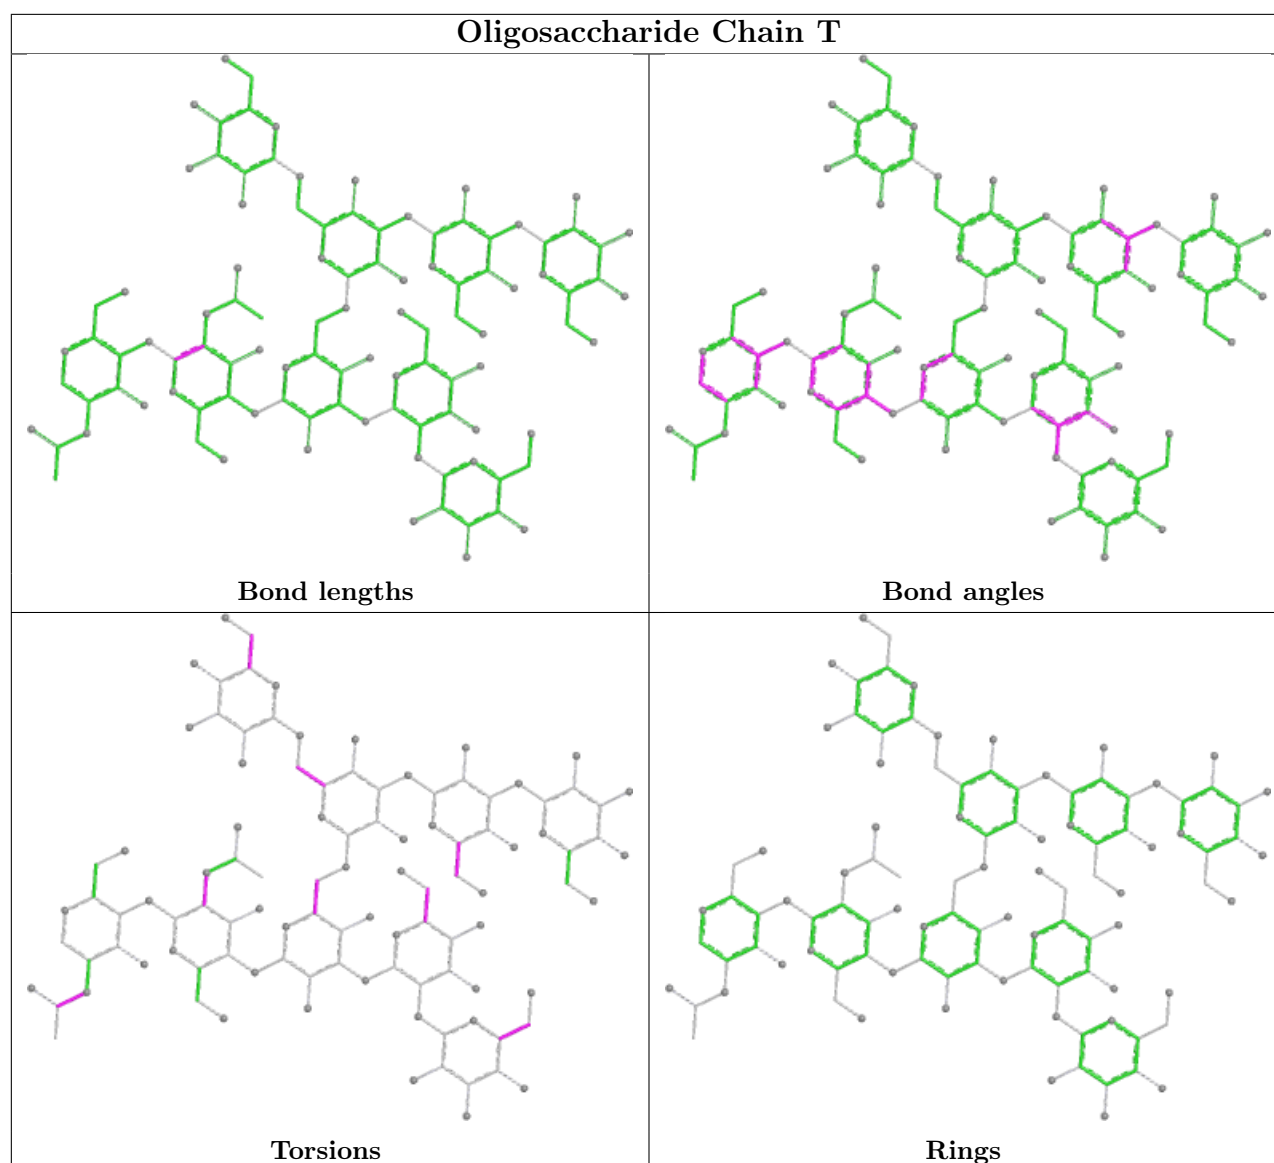 Oligosaccharide Chain T
Bond lengths
Bond angles
Torsions
Rings